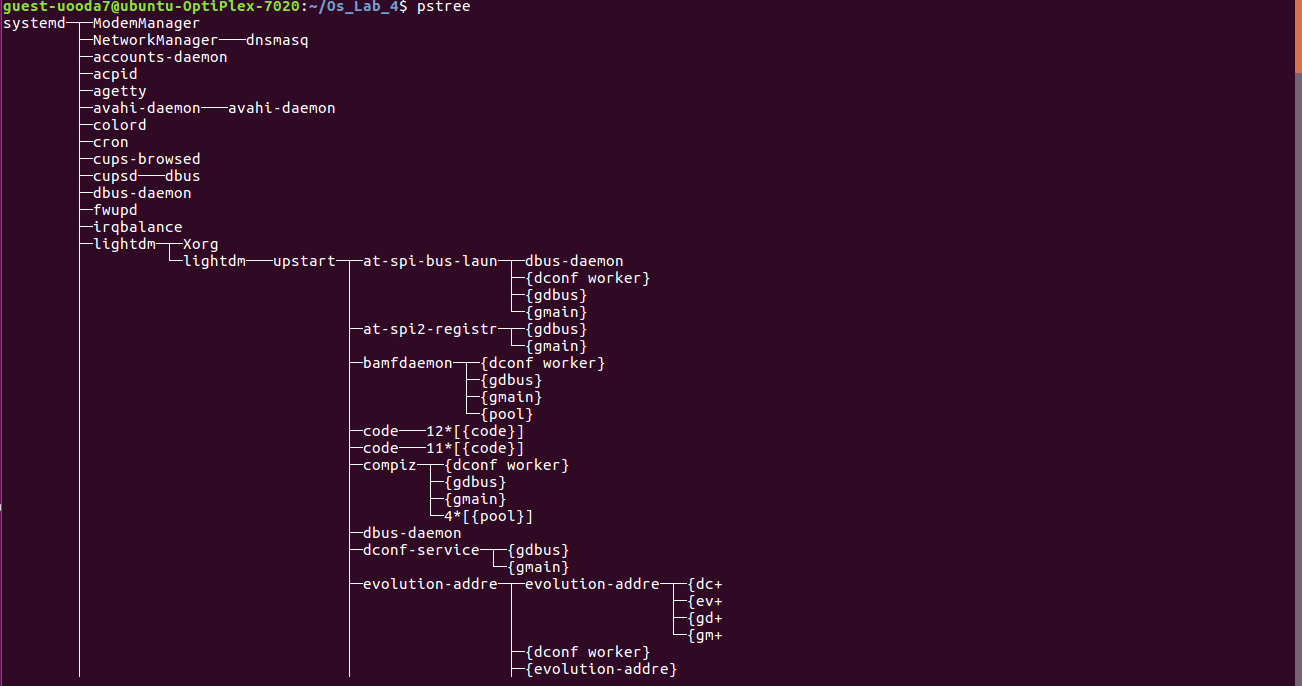 guest-uooda7@ubuntu-OptiPlex-7020:~/Os_Lab_4$ pstree
systemd─┬─ModemManager
        ├─NetworkManager───dnsmasq
        ├─accounts-daemon
        ├─acpid
        ├─agetty
        ├─avahi-daemon───avahi-daemon
        ├─colord
        ├─cron
        ├─cups-browsed
        ├─cupsd───dbus
        ├─dbus-daemon
        ├─fwupd
        ├─irqbalance
        ├─lightdm─┬─Xorg
        │         └─lightdm───upstart─┬─at-spi-bus-laun─┬─dbus-daemon
        │                             │                 ├─{dconf worker}
        │                             │                 ├─{gdbus}
        │                             │                 └─{gmain}
        │                             ├─at-spi2-registr─┬─{gdbus}
        │                             │                 └─{gmain}
        │                             ├─bamfdaemon─┬─{dconf worker}
        │                             │            ├─{gdbus}
        │                             │            ├─{gmain}
        │                             │            └─{pool}
        │                             ├─code───12*[{code}]
        │                             ├─code───11*[{code}]
        │                             ├─compiz─┬─{dconf worker}
        │                             │        ├─{gdbus}
        │                             │        ├─{gmain}
        │                             │        └─4*[{pool}]
        │                             ├─dbus-daemon
        │                             ├─dconf-service─┬─{gdbus}
        │                             │               └─{gmain}
        │                             ├─evolution-addre─┬─evolution-addre─┬─{dc+
        │                             │                 │                 ├─{ev+
        │                             │                 │                 ├─{gd+
        │                             │                 │                 └─{gm+
        │                             │                 ├─{dconf worker}
        │                             │                 ├─{evolution-addre}